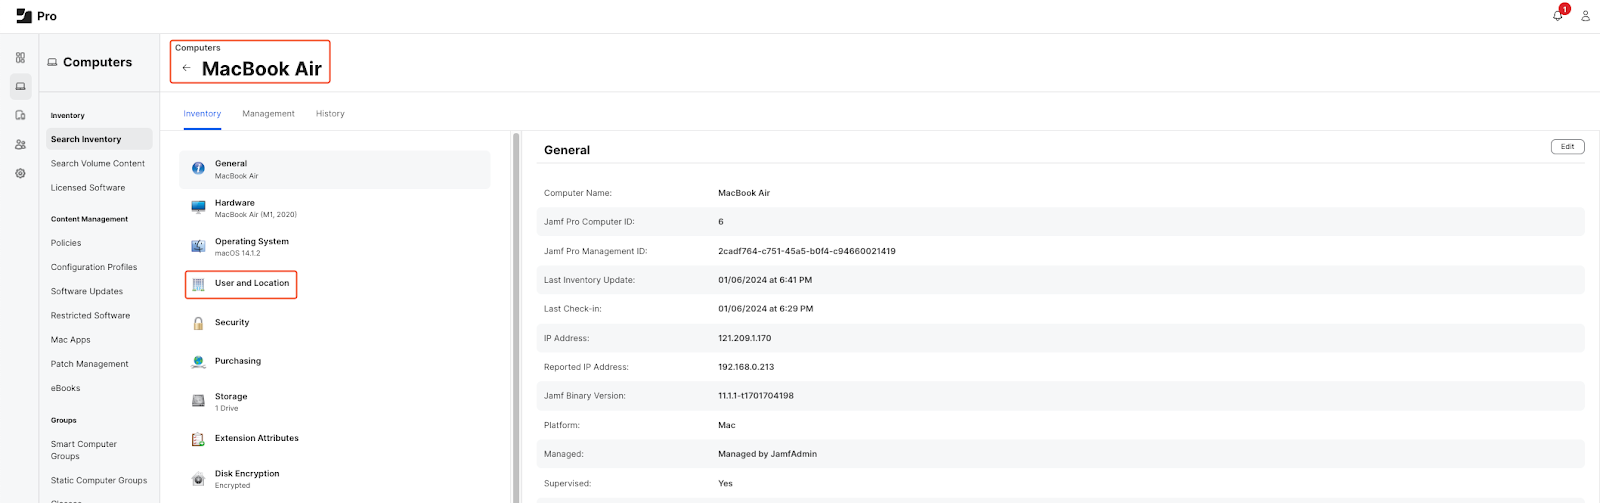 Pro
1
Computers
Inventory
Search Inventory
Search Volume Content
Licensed Software
Content Management
Policies
Configuration Profiles
Software Updates
Restricted Software
Mac Apps
Patch Management
eBooks
Groups
Smart Computer
Groups
Static Computer Groups
Computers
← MacBook Air
Inventory Management History
General
MacBook Air
Hardware
MacBook Air (M1, 2020)
Operating System
macOS 14.1.2
User and Location
Security
Purchasing
Storage
1 Drive
Extension Attributes
Disk Encryption
Encrypted
General
Edit
Computer Name: MacBook Air
Jamf Pro Computer ID: 6
Jamf Pro Management ID: 2cadf764-c751-45a5-b0f4-c94660021419
Last Inventory Update: 01/06/2024 at 6:41 PM
Last Check-in: 01/06/2024 at 6:29 PM
IP Address: 121.209.1.170
Reported IP Address: 192.168.0.213
Jamf Binary Version: 11.1.1-t1701704198
Platform: Mac
Managed: Managed by JamfAdmin
Supervised: Yes